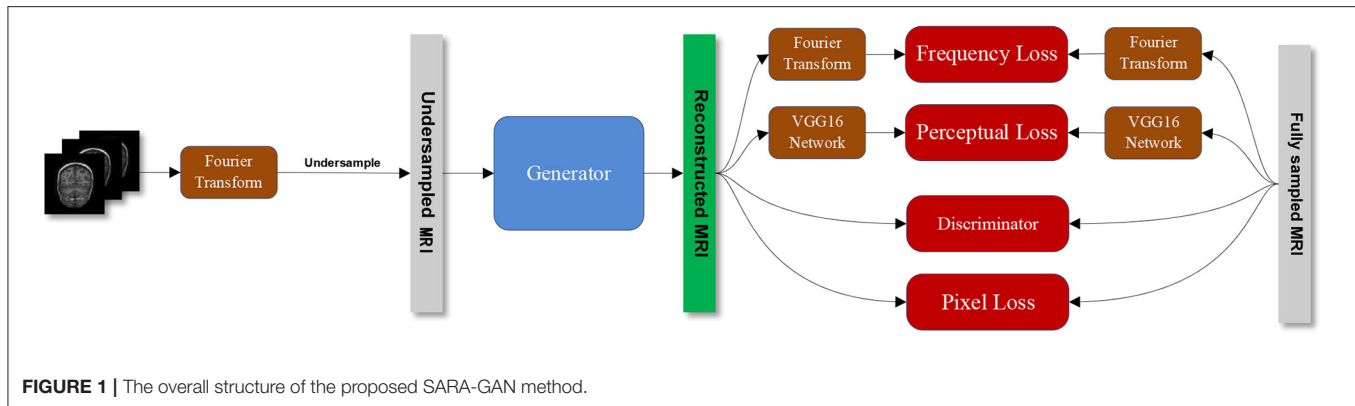 Fourier
Transform
Undersample
Undersampled MRI
Generator
Reconstructed MRI
Fourier
Transform
Frequency Loss
Fourier
Transform
VGG16
Network
Perceptual Loss
VGG16
Network
Discriminator
Pixel Loss
Fully sampled MRI
FIGURE 1 | The overall structure of the proposed SARA-GAN method.